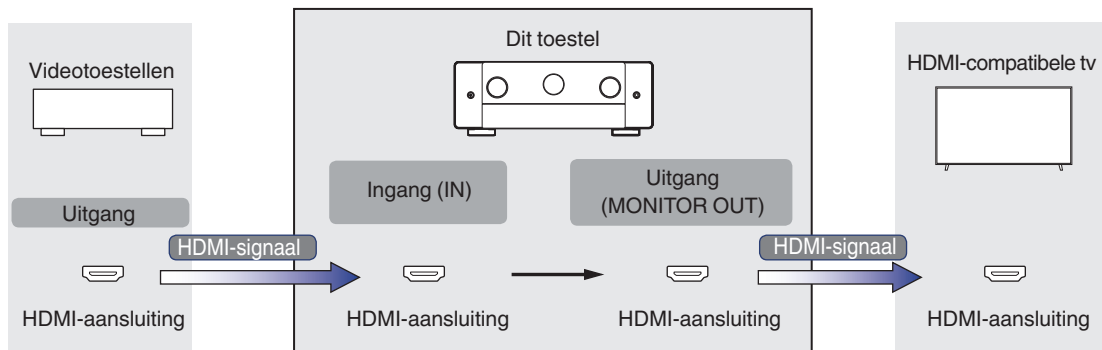 Dit toestel
Videotoestellen
HDMI-compatibele tv
Ingang (IN)
Uitgang
(MONITOR OUT)
Uitgang
HDMI-signaal
HDMI-signaal
HDMI-aansluiting
HDMI-aansluiting
HDMI-aansluiting
HDMI-aansluiting